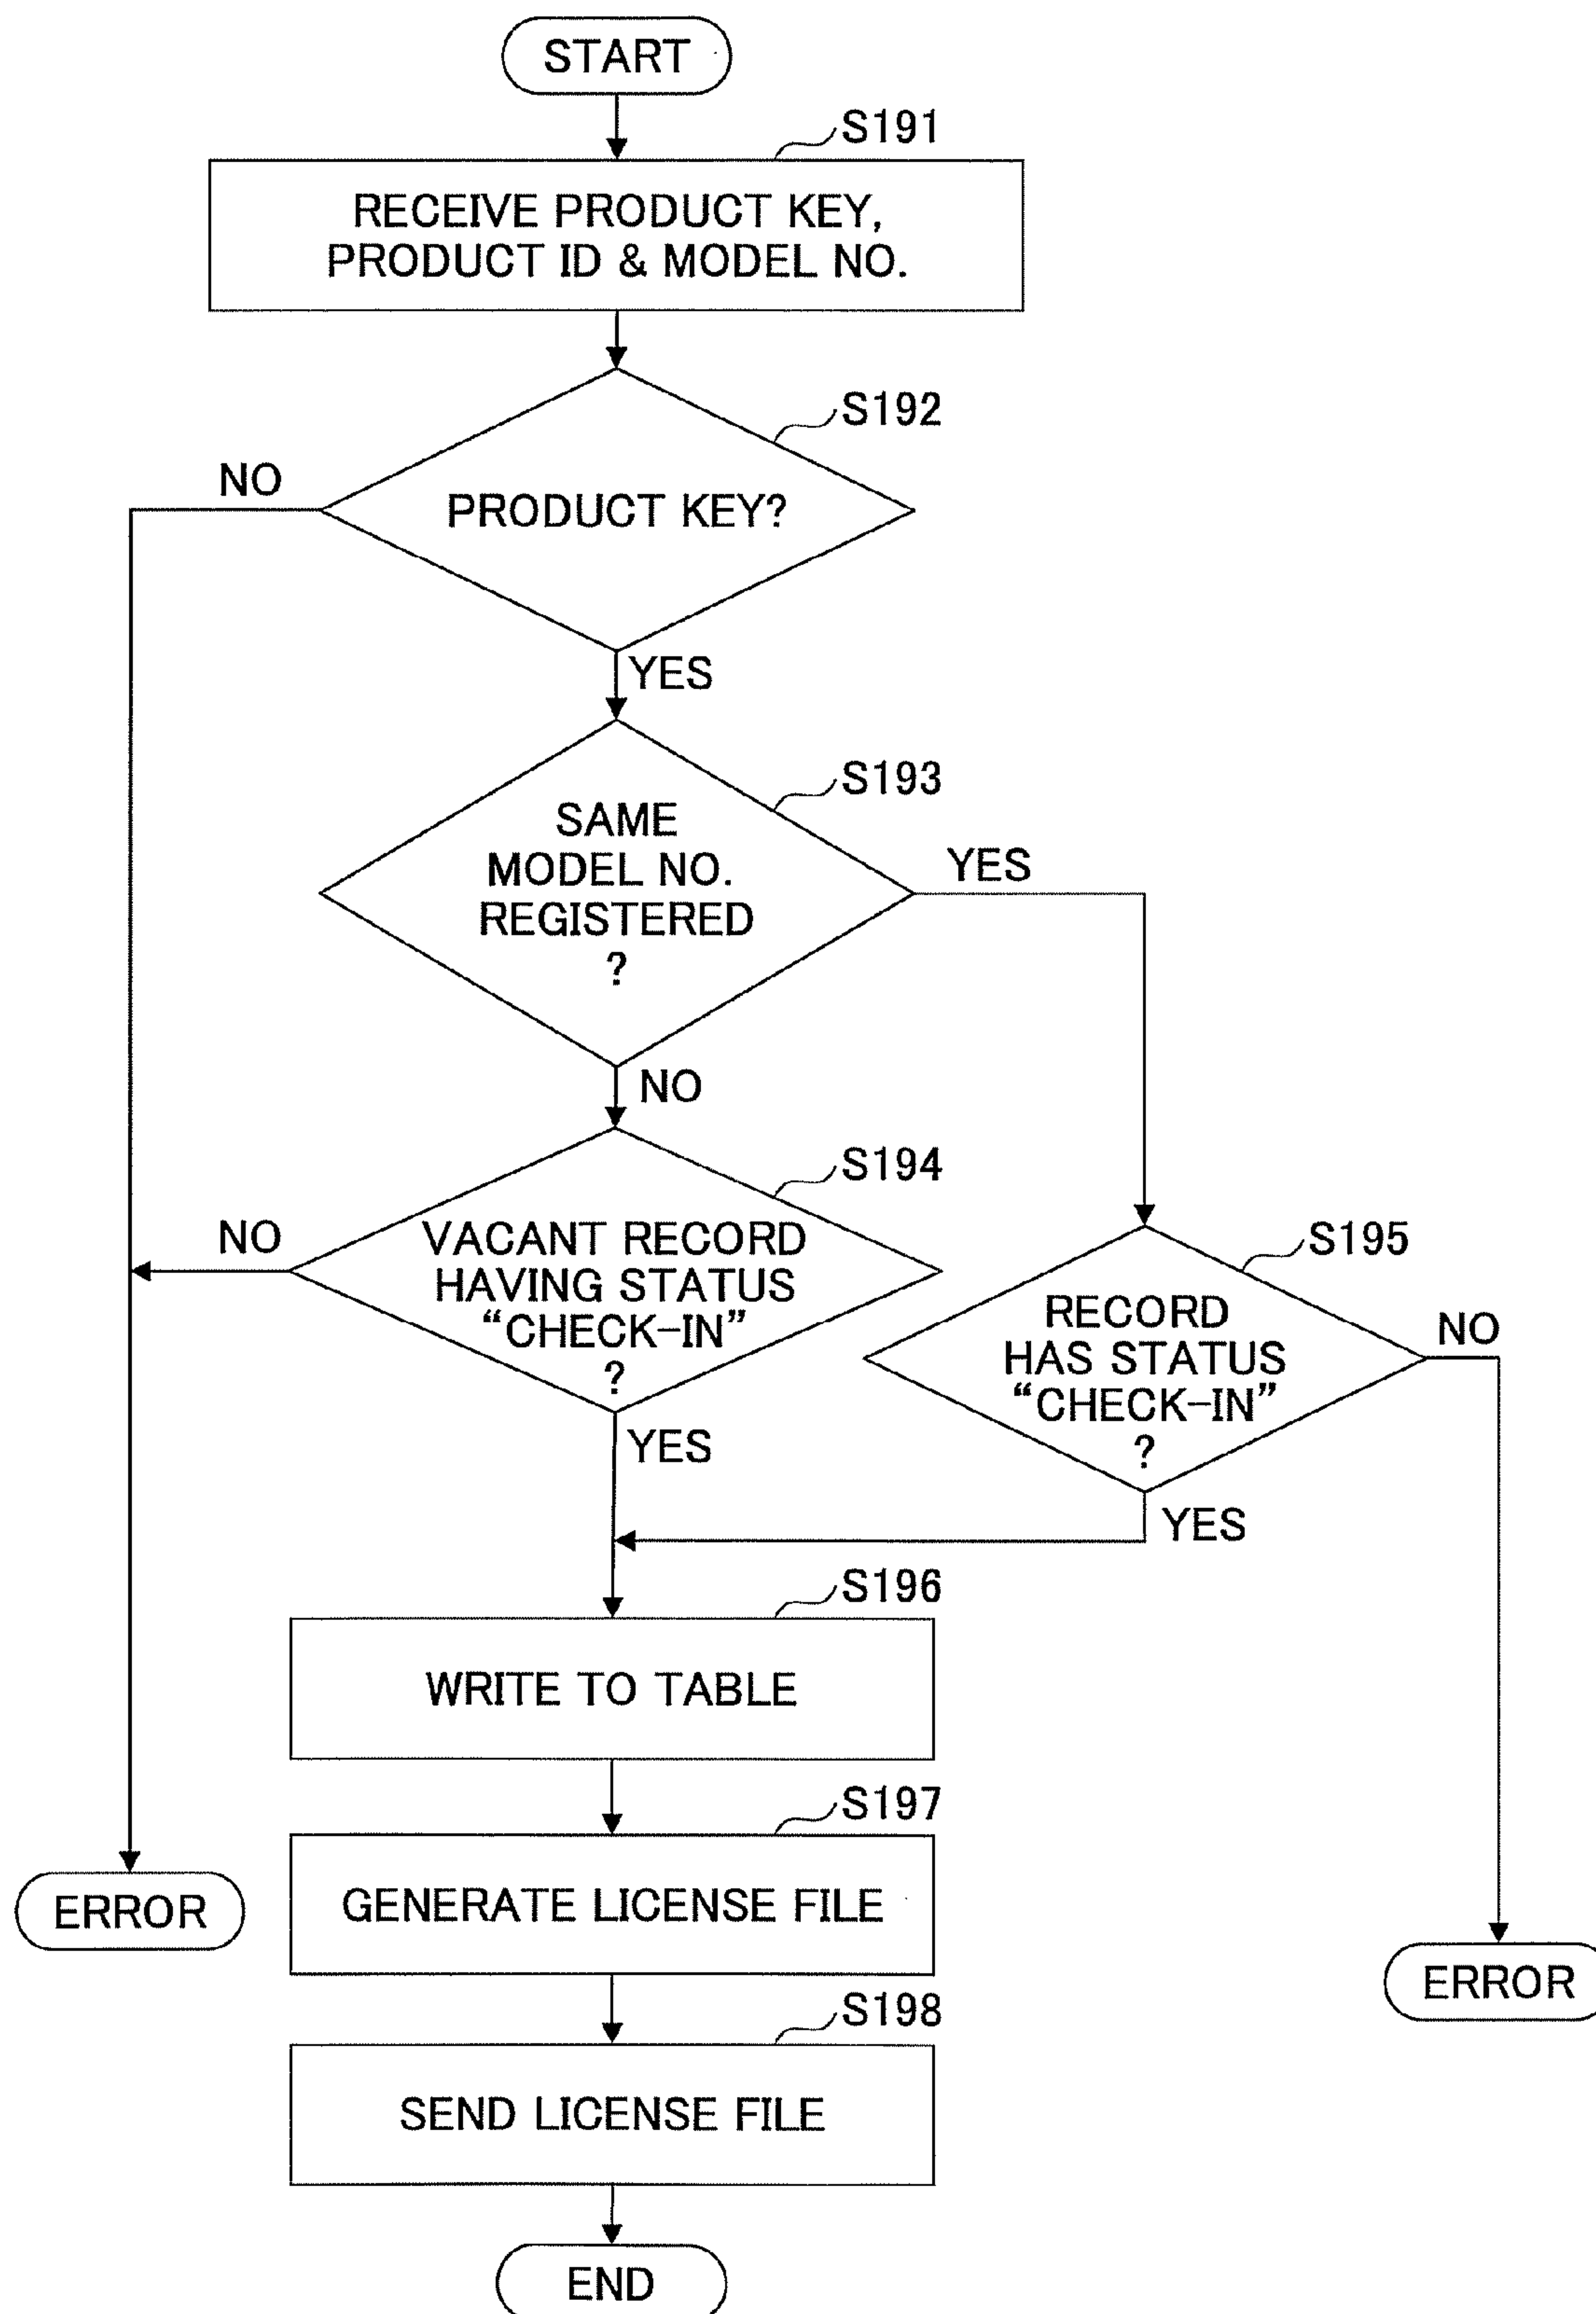 START
S191
RECEIVE PRODUCT KEY,
PRODUCT ID & MODEL NO.
S192
NO
PRODUCT KEY?
YES
S193
SAME
MODEL NO.
REGISTERED
?
YES
NO
S194
NO
VACANT RECORD
HAVING STATUS
“CHECK-IN”
?
YES
S195
RECORD
HAS STATUS
“CHECK-IN”
?
NO
YES
S196
WRITE TO TABLE
S197
GENERATE LICENSE FILE
ERROR
ERROR
S198
SEND LICENSE FILE
END